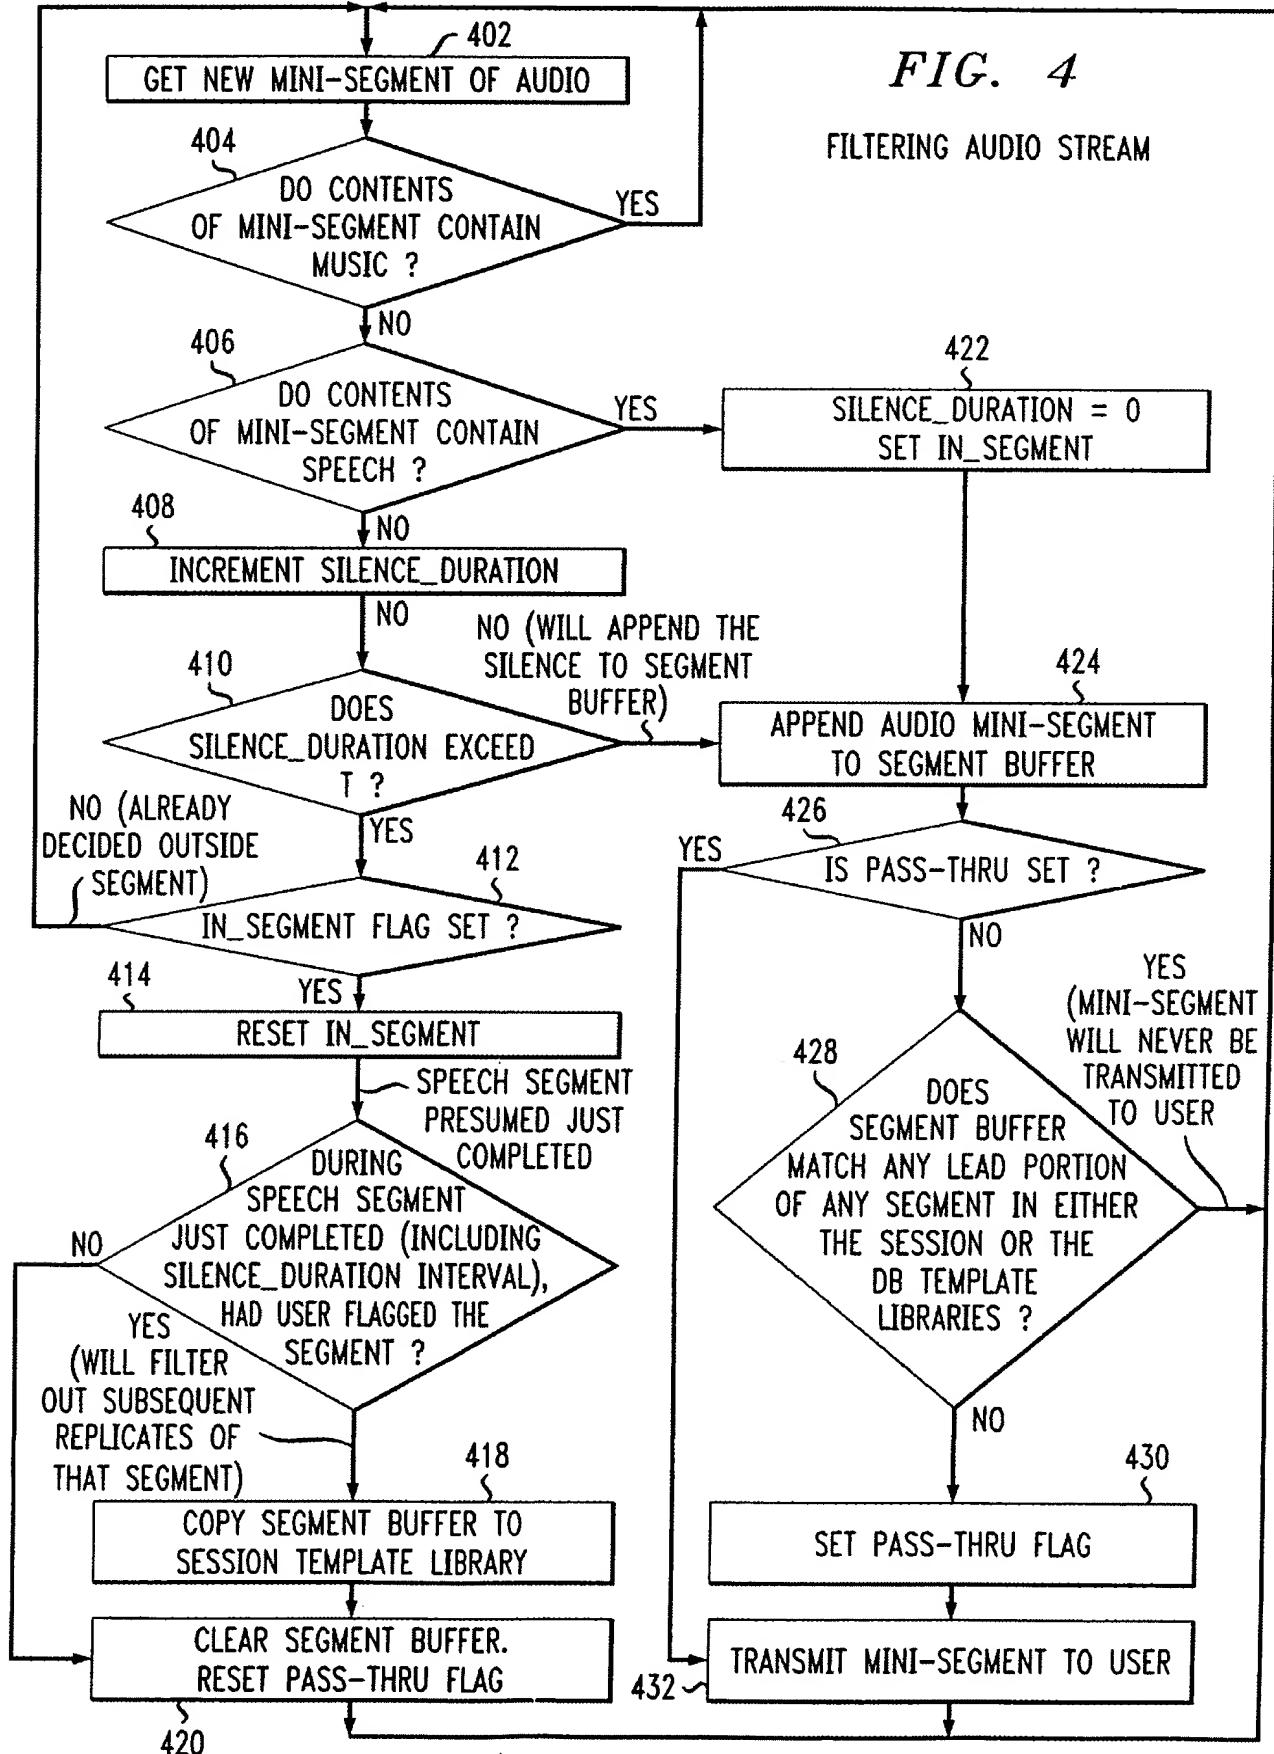 FIG. 4
FILTERING AUDIO STREAM
402
GET NEW MINI-SEGMENT OF AUDIO
404
DO CONTENTS
OF MINI-SEGMENT CONTAIN
MUSIC ?
YES
NO
406
DO CONTENTS
OF MINI-SEGMENT CONTAIN
SPEECH ?
YES
422
SILENCE_DURATION = 0
SET IN_SEGMENT
NO
408
INCREMENT SILENCE_DURATION
NO
NO (WILL APPEND THE
SILENCE TO SEGMENT
BUFFER)
410
DOES
SILENCE_DURATION EXCEED
T ?
424
APPEND AUDIO MINI-SEGMENT
TO SEGMENT BUFFER
YES
NO (ALREADY
DECIDED OUTSIDE
SEGMENT)
412
IN_SEGMENT FLAG SET ?
426
YES
IS PASS-THRU SET ?
NO
YES
414
RESET IN_SEGMENT
SPEECH SEGMENT
PRESUMED JUST
COMPLETED
416
DURING
SPEECH SEGMENT
JUST COMPLETED (INCLUDING
SILENCE_DURATION INTERVAL),
HAD USER FLAGGED THE
SEGMENT ?
NO
YES
(WILL FILTER
OUT SUBSEQUENT
REPLICATES OF
THAT SEGMENT)
428
DOES
SEGMENT BUFFER
MATCH ANY LEAD PORTION
OF ANY SEGMENT IN EITHER
THE SESSION OR THE
DB TEMPLATE
LIBRARIES ?
YES
(MINI-SEGMENT
WILL NEVER BE
TRANSMITTED
TO USER
NO
418
COPY SEGMENT BUFFER TO
SESSION TEMPLATE LIBRARY
430
SET PASS-THRU FLAG
CLEAR SEGMENT BUFFER.
RESET PASS-THRU FLAG
420
TRANSMIT MINI-SEGMENT TO USER
432